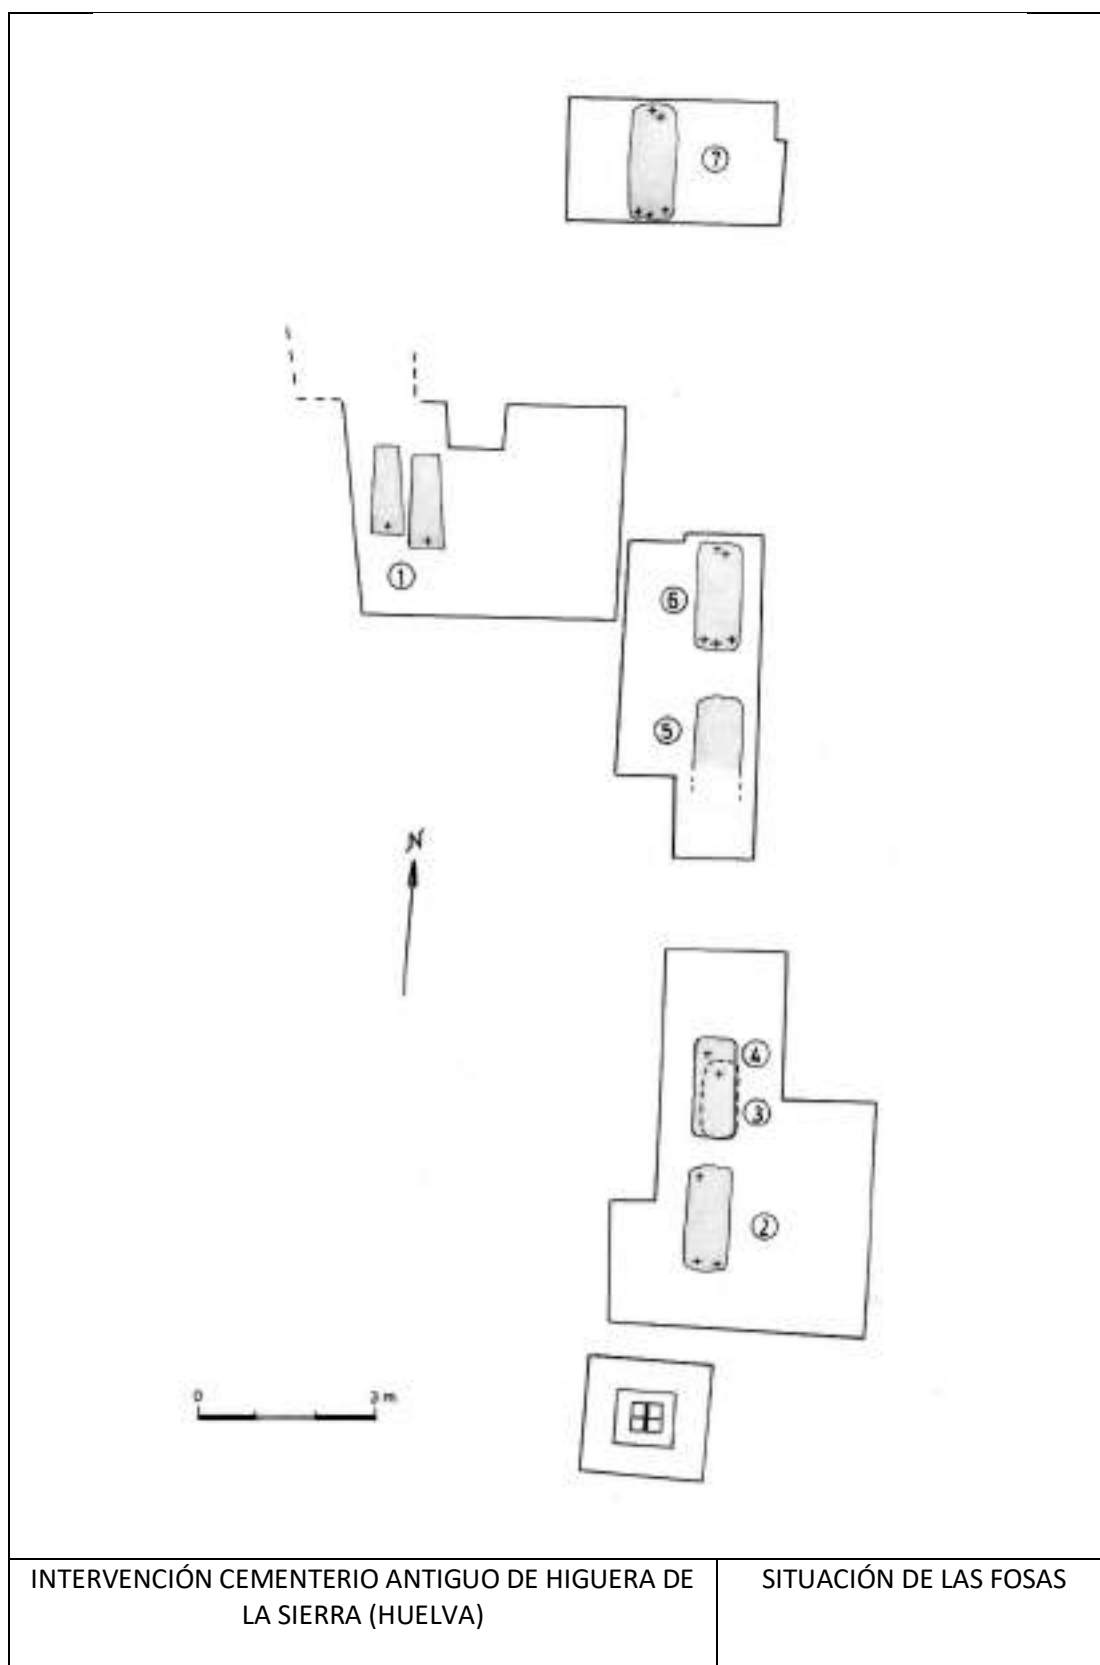 7
1
6
5
N
4
3
2
0 3 m.
INTERVENCIÓN CEMENTERIO ANTIGUO DE HIGUERA DE
LA SIERRA (HUELVA)
SITUACIÓN DE LAS FOSAS